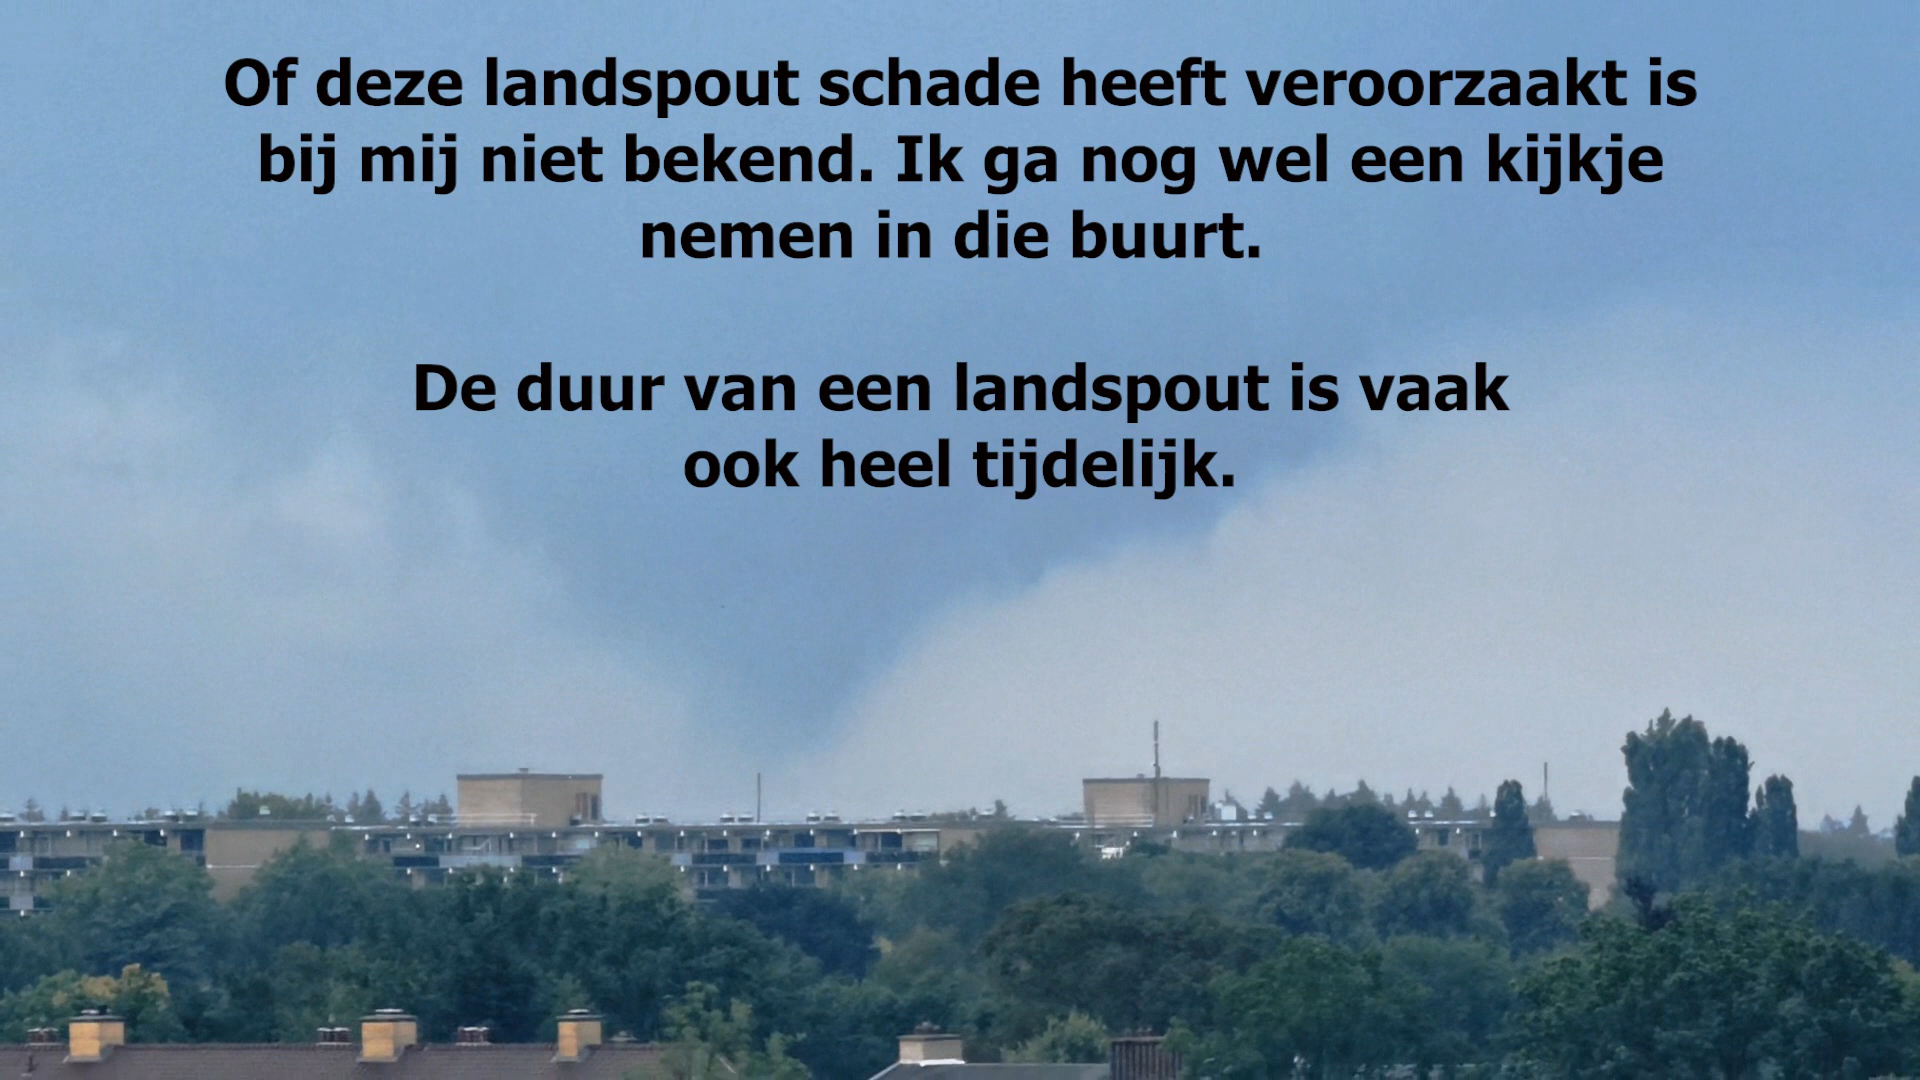 Of deze landspout schade heeft veroorzaakt is
bij mij niet bekend. Ik ga nog wel een kijkje
nemen in die buurt.
De duur van een landspout is vaak
ook heel tijdelijk.